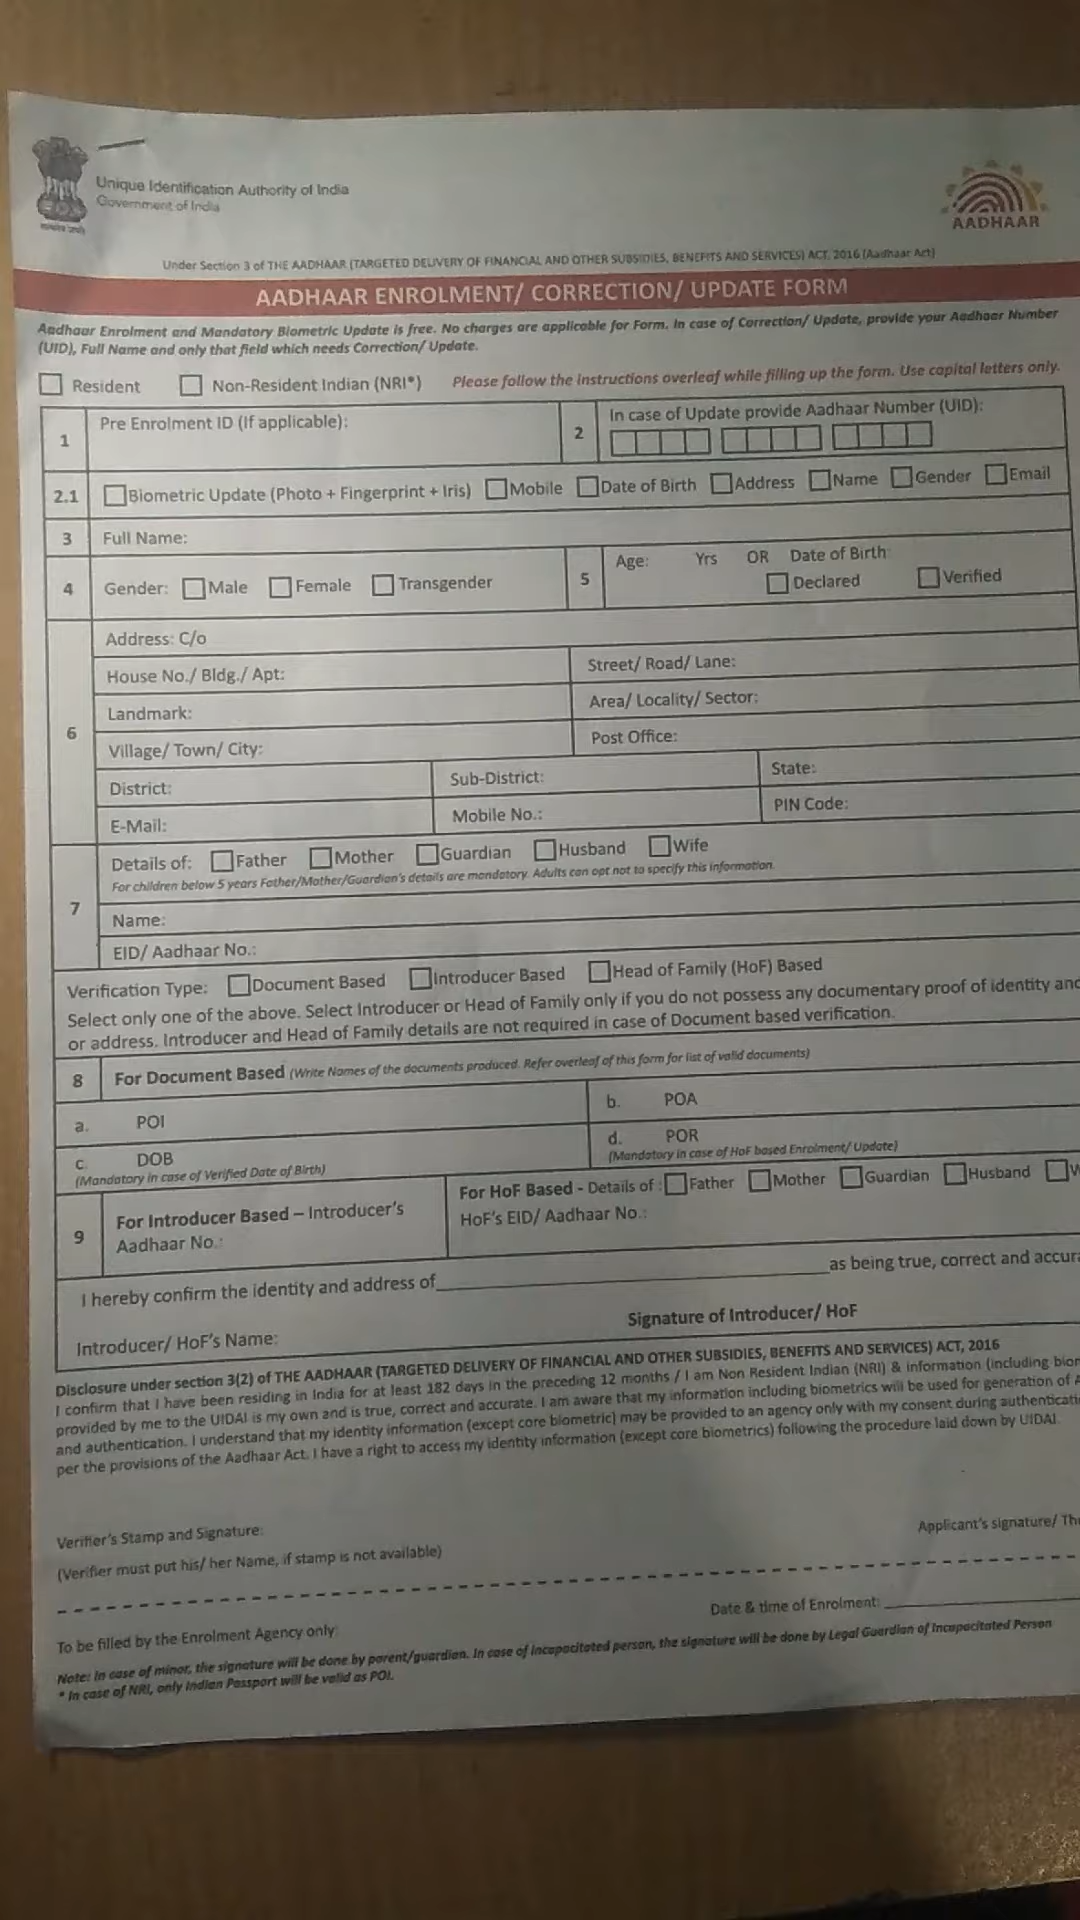 Unique Identification Authority of India
Government of India
AADHAAR
Under Section 3 of THE AADHAAR (TARGETED DELIVERY OF FINANCIAL AND OTHER SUBSIDIES, BENEFITS AND SERVICES) ACT, 2016 (Aadhaar Act)
AADHAAR ENROLMENT/ CORRECTION/ UPDATE FORM
Aadhaar Enrolment and Mandatory Biometric Update is free. No charges are applicable for Form. In case of Correction/ Update, provide your Aadhaar Number
(UID), Full Name and only that field which needs Correction/ Update.
Resident Non-Resident Indian (NRI*) Please follow the instructions overleaf while filling up the form. Use capital letters only.
1 Pre Enrolment ID (If applicable): 2 In case of Update provide Aadhaar Number (UID):
2.1 Biometric Update (Photo + Fingerprint + Iris) Mobile Date of Birth Address Name Gender Email
3 Full Name:
4 Gender: Male Female Transgender 5 Age: Yrs OR Date of Birth:
Declared Verified
6 Address: C/o
House No./ Bldg./ Apt: Street/ Road/ Lane:
Landmark: Area/ Locality/ Sector:
Village/ Town/ City: Post Office:
District: Sub-District: State:
E-Mail: Mobile No.: PIN Code:
7 Details of: Father Mother Guardian Husband Wife
For children below 5 years Father/Mother/Guardian's details are mandatory. Adults can opt not to specify this information.
Name:
EID/ Aadhaar No.:
Verification Type: Document Based Introducer Based Head of Family (HoF) Based
Select only one of the above. Select Introducer or Head of Family only if you do not possess any documentary proof of identity and
or address. Introducer and Head of Family details are not required in case of Document based verification.
8 For Document Based (Write Names of the documents produced. Refer overleaf of this form for list of valid documents)
a. POI b. POA
c. DOB d. POR
(Mandatory in case of Verified Date of Birth) (Mandatory in case of HoF based Enrolment/ Update)
9 For Introducer Based – Introducer's
Aadhaar No.:
For HoF Based - Details of : Father Mother Guardian Husband W
HoF's EID/ Aadhaar No.:
I hereby confirm the identity and address of as being true, correct and accura
Introducer/ HoF's Name: Signature of Introducer/ HoF
Disclosure under section 3(2) of THE AADHAAR (TARGETED DELIVERY OF FINANCIAL AND OTHER SUBSIDIES, BENEFITS AND SERVICES) ACT, 2016
I confirm that I have been residing in India for at least 182 days in the preceding 12 months / I am Non Resident Indian (NRI) & information (including bio
provided by me to the UIDAI is my own and is true, correct and accurate. I am aware that my information including biometrics will be used for generation of A
and authentication. I understand that my identity information (except core biometric) may be provided to an agency only with my consent during authenticati
per the provisions of the Aadhaar Act. I have a right to access my identity information (except core biometrics) following the procedure laid down by UIDAI.
Verifier's Stamp and Signature: Applicant's signature/ Th
(Verifier must put his/ her Name, if stamp is not available)
Date & time of Enrolment:
To be filled by the Enrolment Agency only:
Note: In case of minor, the signature will be done by parent/guardian. In case of incapacitated person, the signature will be done by Legal Guardian of Incapacitated Person
* In case of NRI, only Indian Passport will be valid as POI.